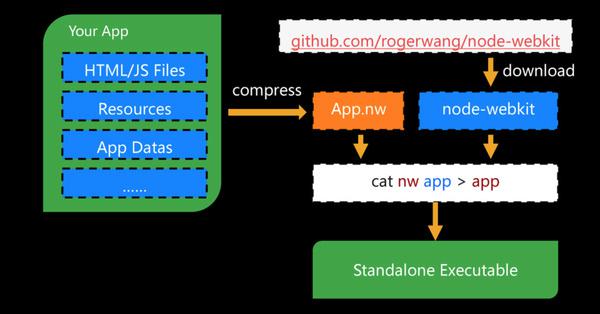 Your App
HTML/JS Files
Resources
App Datas
......
compress
github.com/rogerwang/node-webkit
download
App.nw
node-webkit
cat nw app > app
Standalone Executable